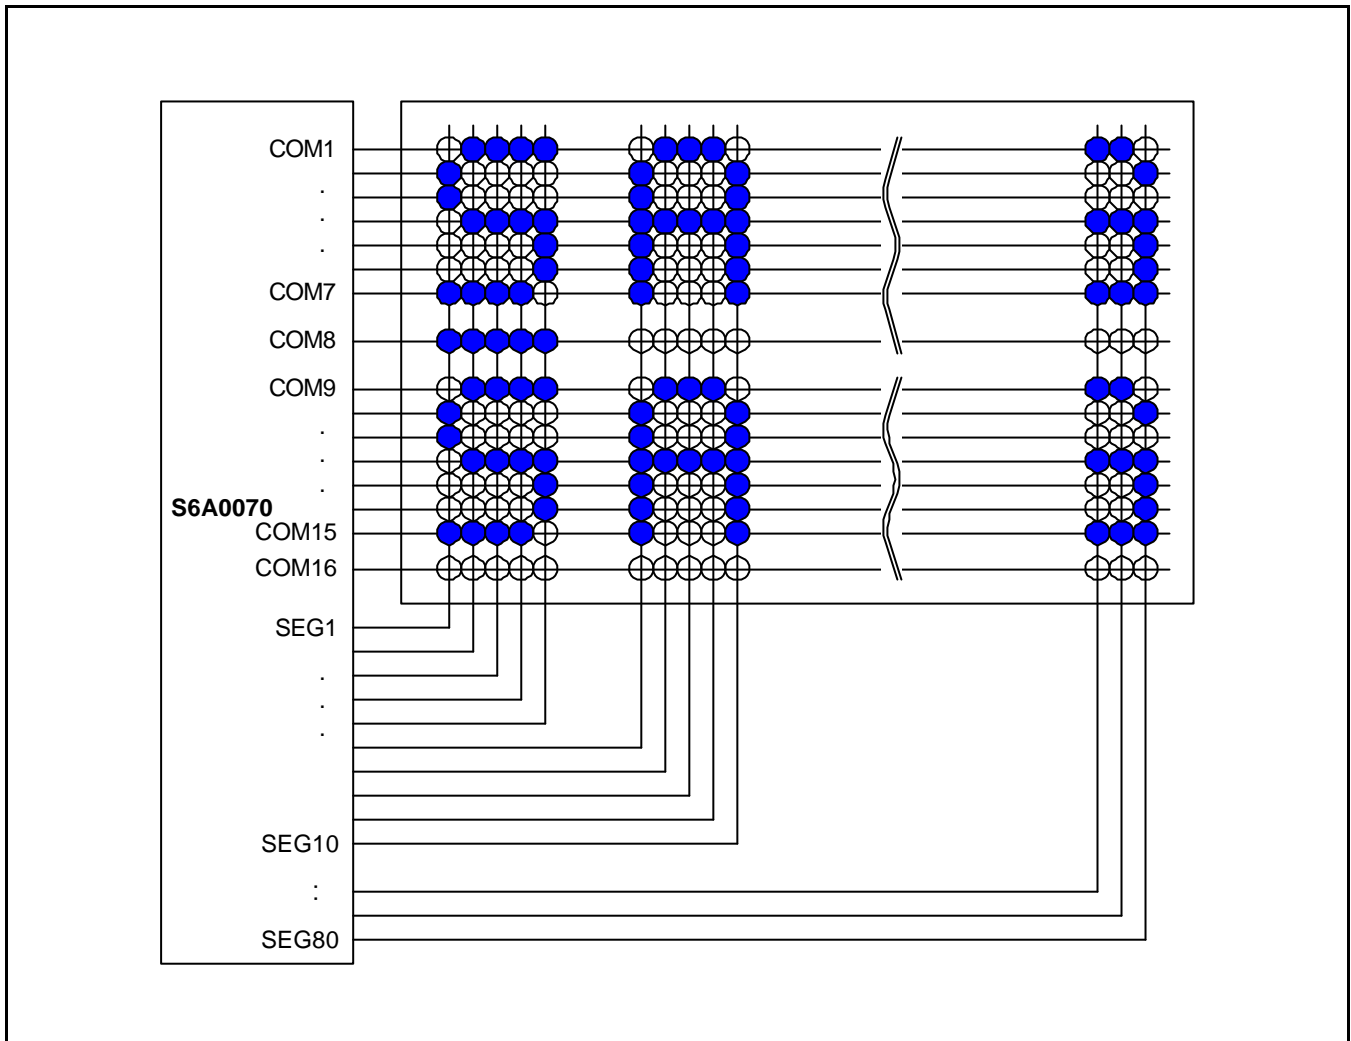 COM1
.
.
.
COM7
COM8
COM9
.
.
.
S6A0070
COM15
COM16
SEG1
.
.
.
SEG10
:
SEG80